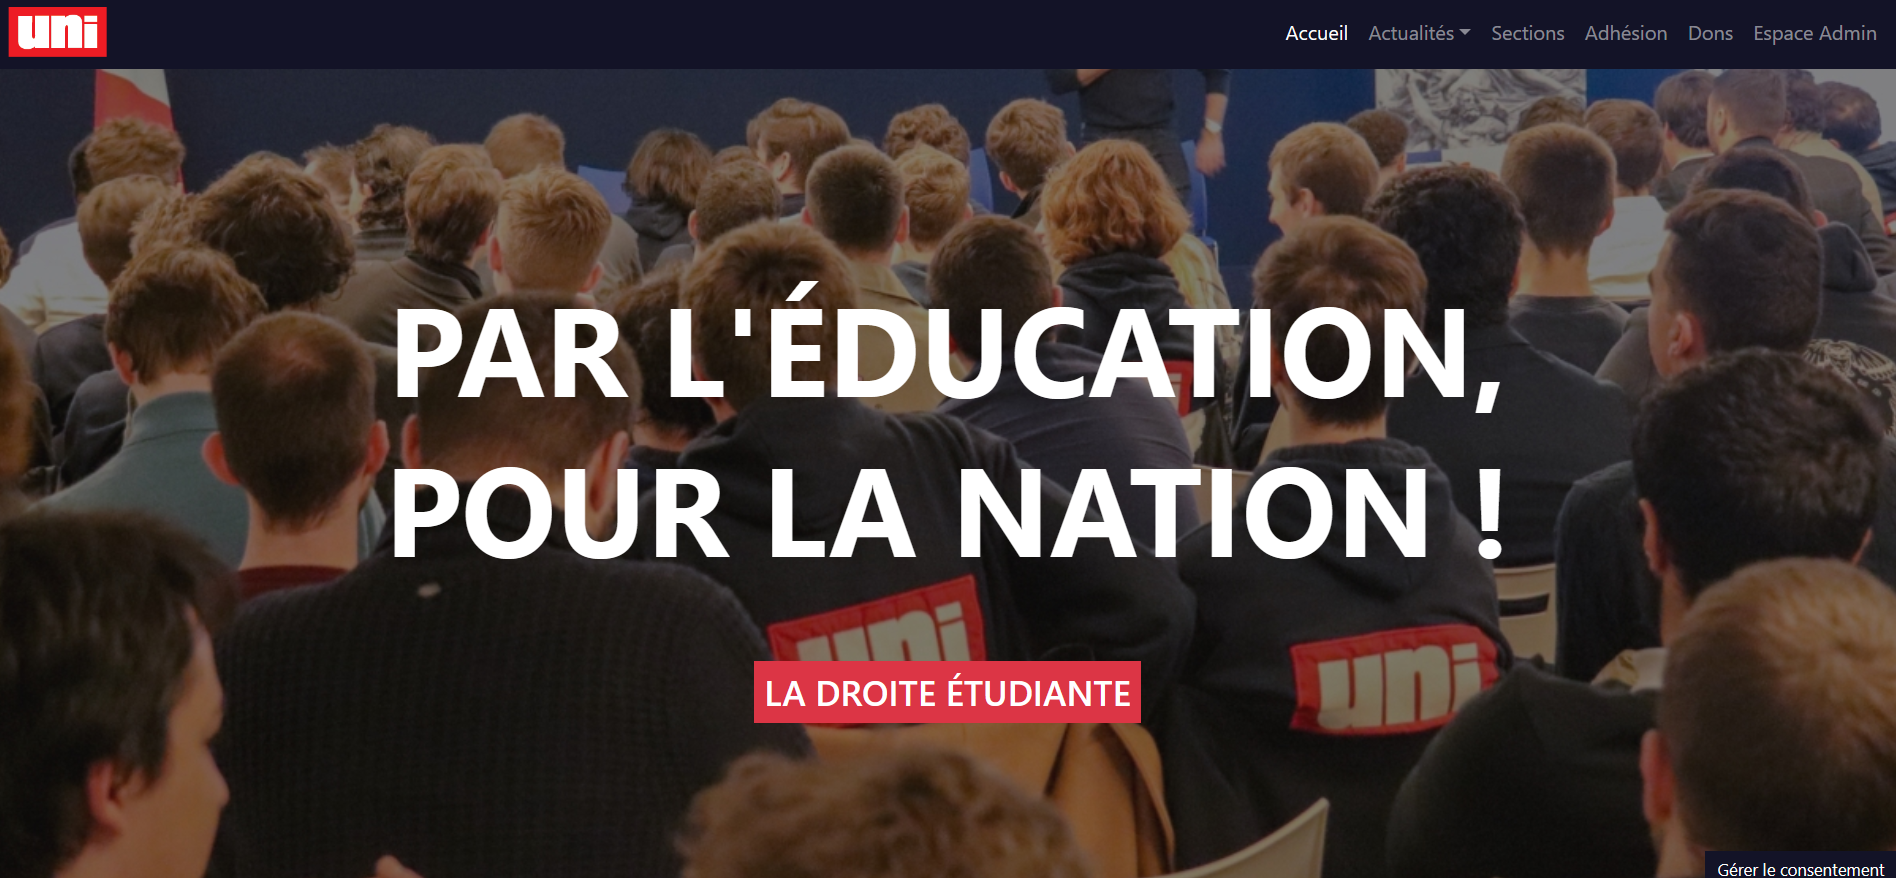 uni
Accueil Actualités Sections Adhésion Dons Espace Admin
PAR L'ÉDUCATION,
POUR LA NATION !
uni
uni
LA DROITE ÉTUDIANTE
Gérer le consentement